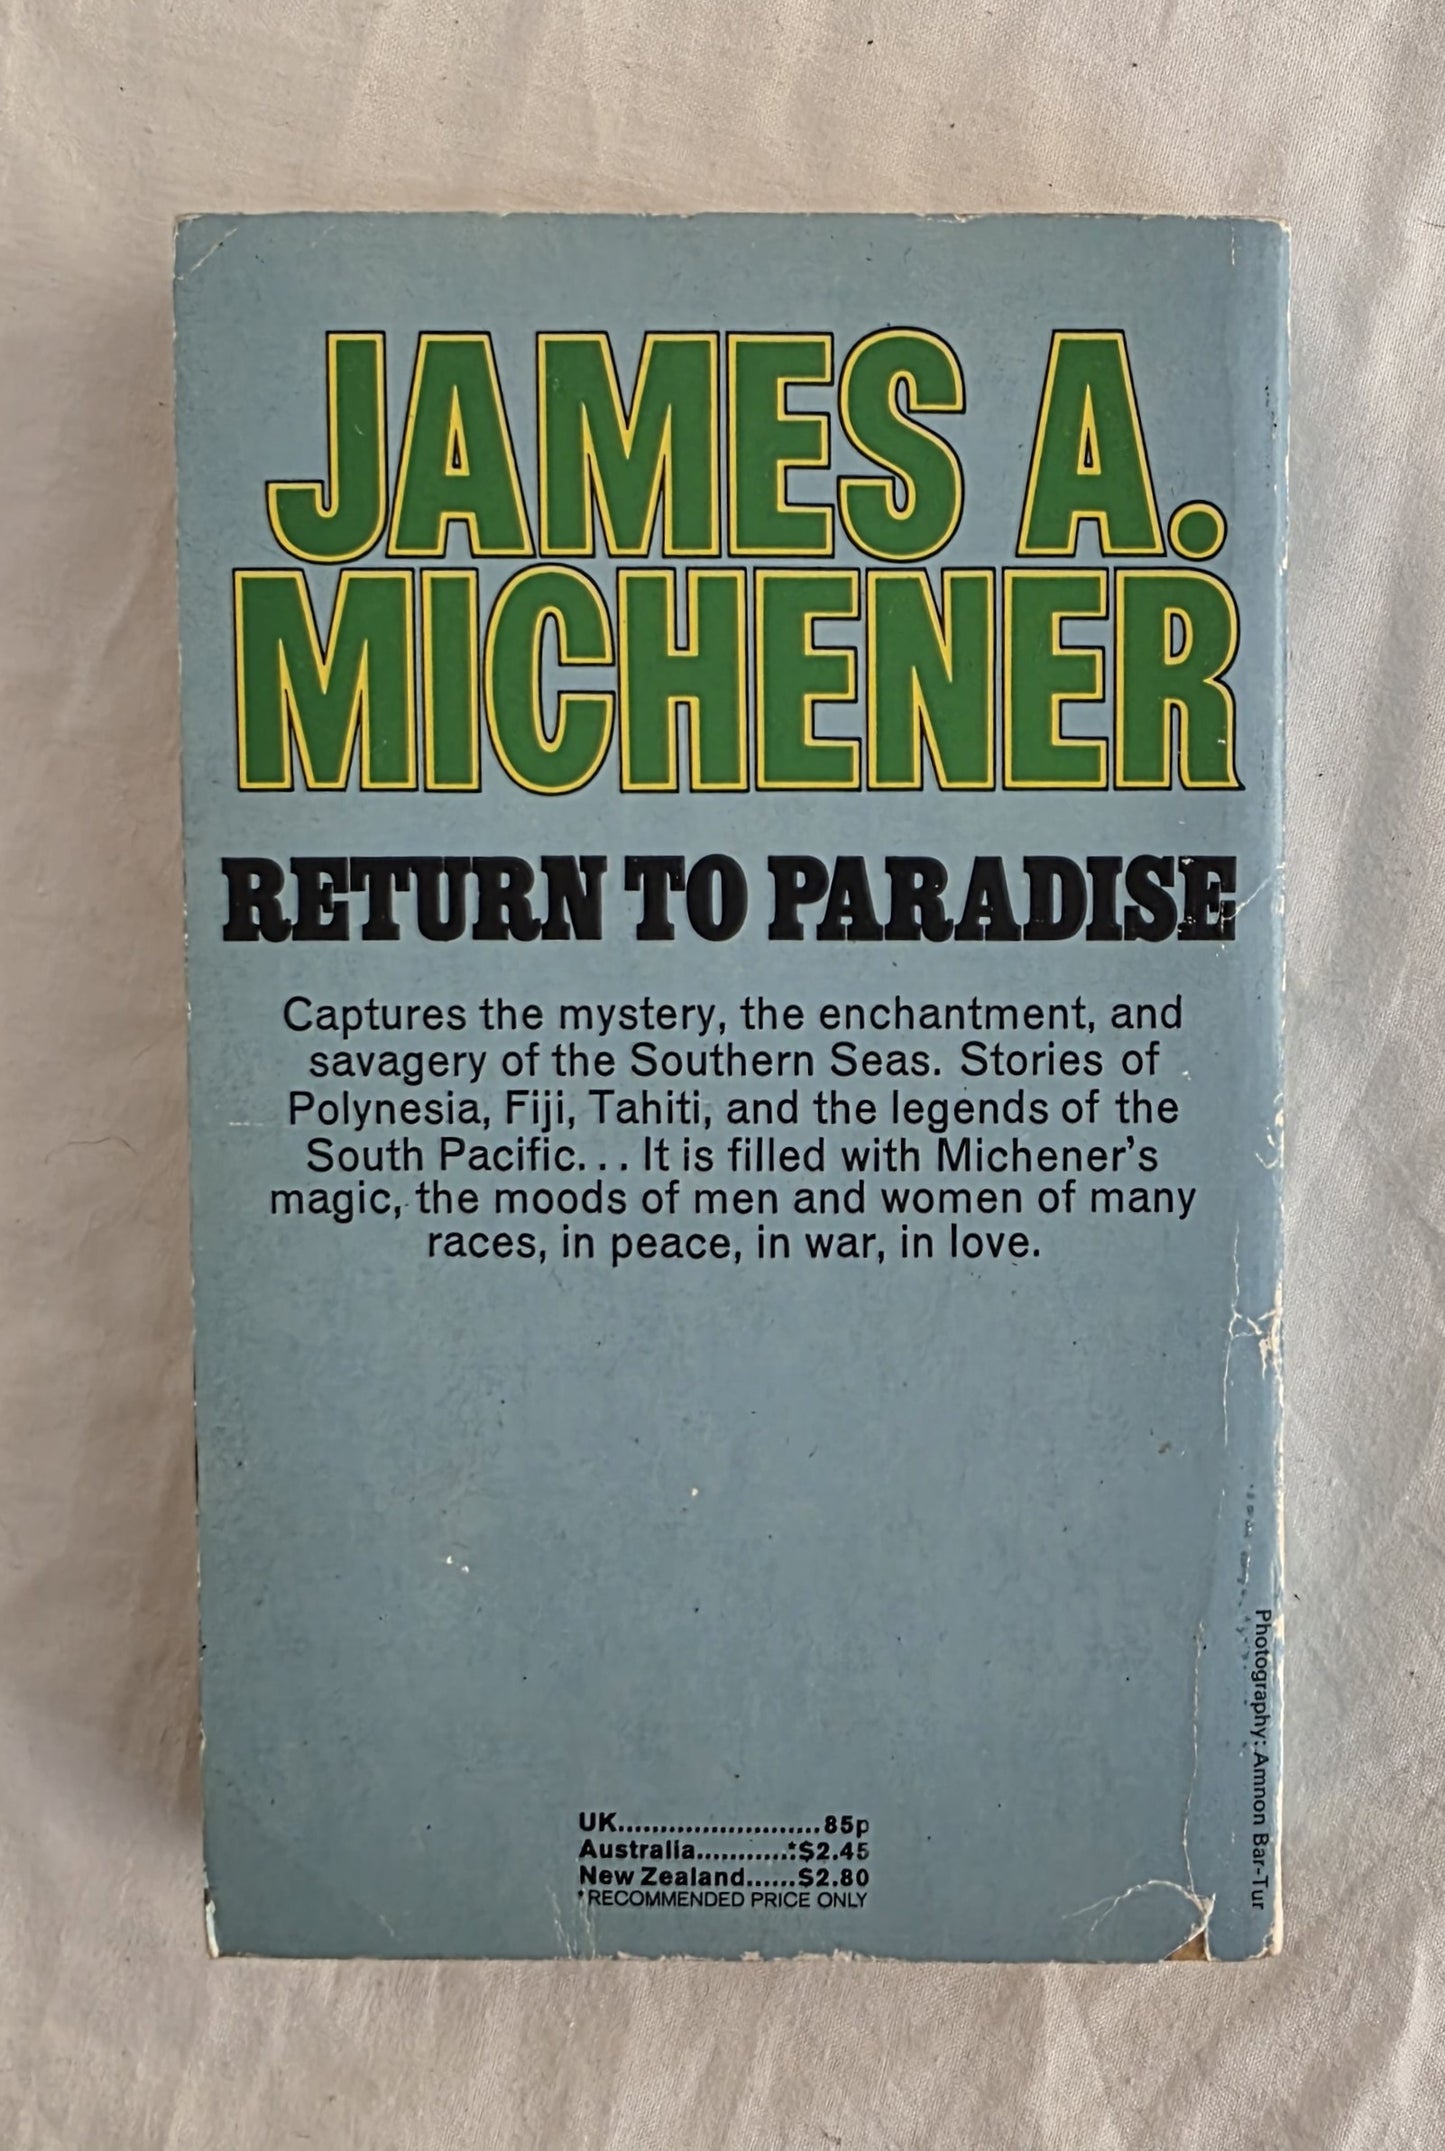 JAMES A.
MICHENER
RETURN TO PARADISE
Captures the mystery, the enchantment, and
savagery of the Southern Seas. Stories of
Polynesia, Fiji, Tahiti, and the legends of the
South Pacific... It is filled with Michener's
magic, the moods of men and women of many
races, in peace, in war, in love.
UK........................85p
Australia...........*$2.45
New Zealand......$2.80
*RECOMMENDED PRICE ONLY
Photography: Amnon Bar-Tur